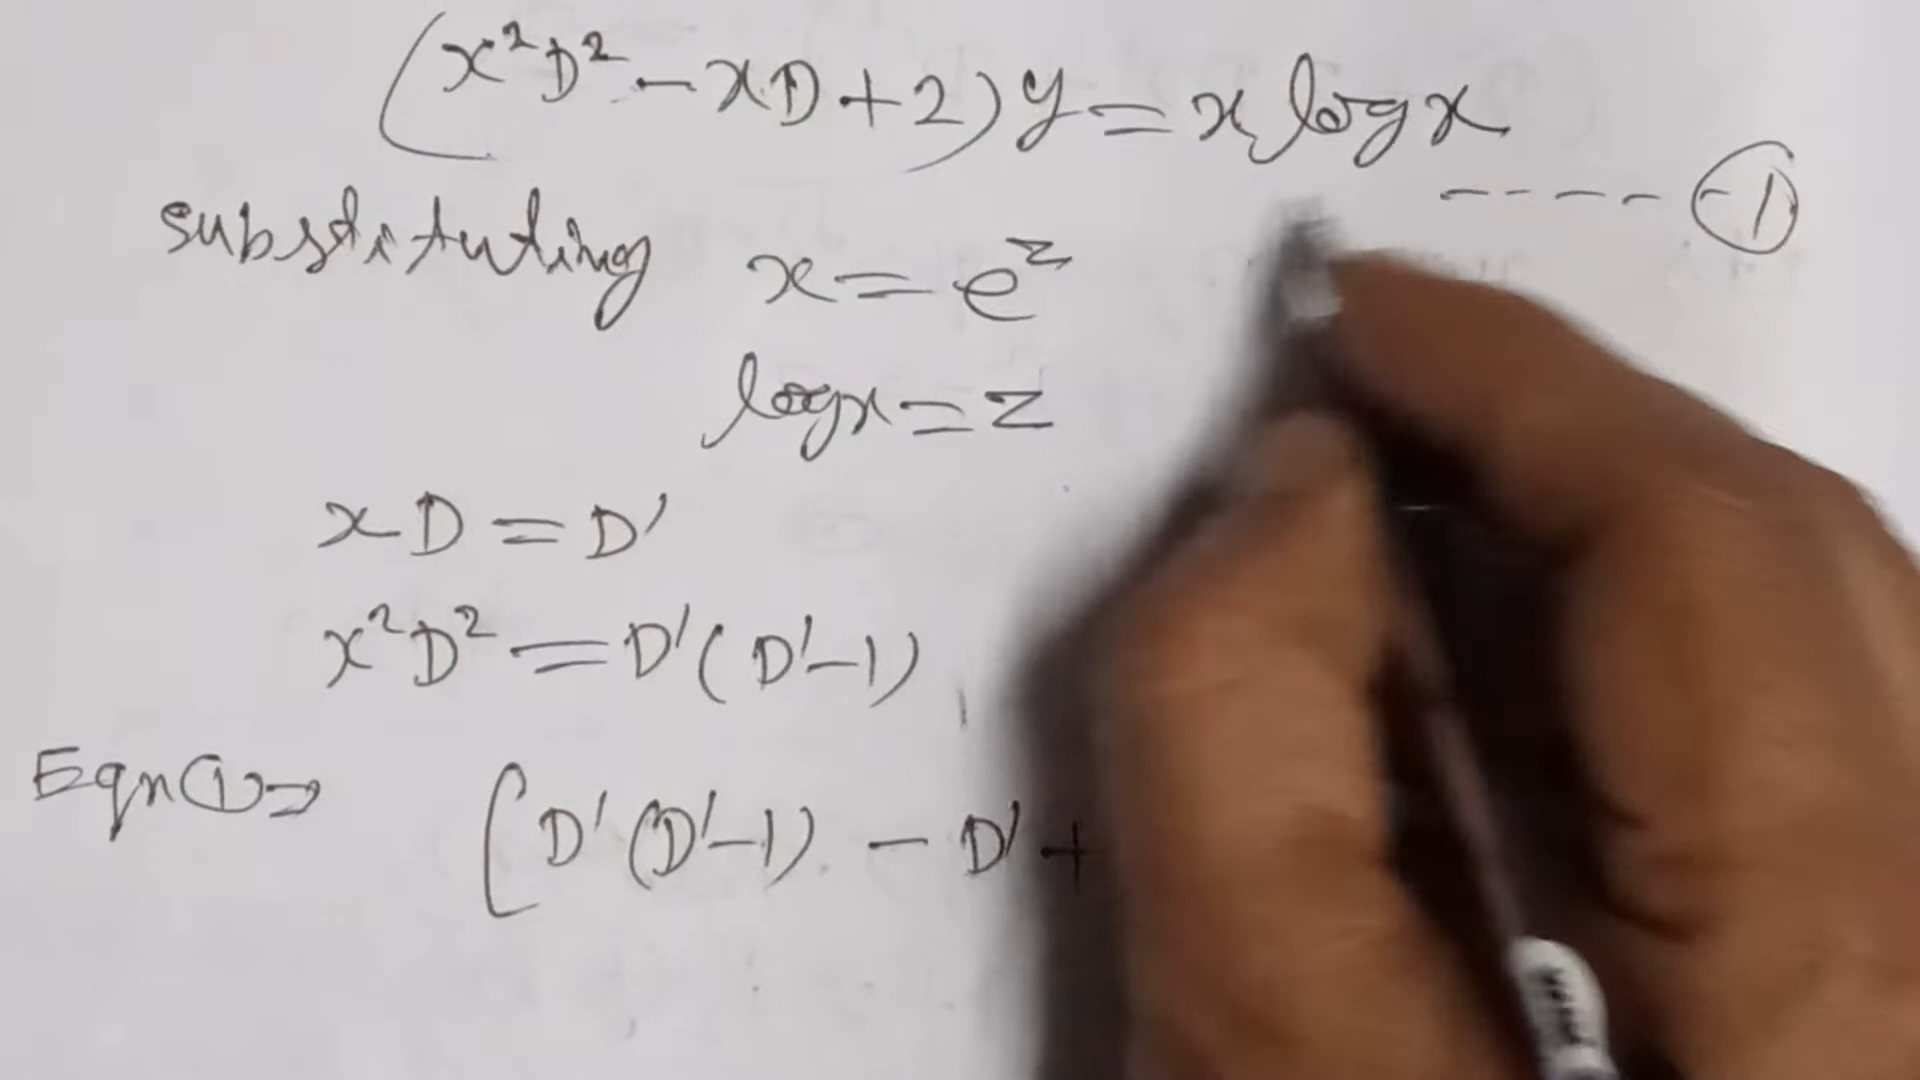 (x²D² - xD + 2) y = x log x
----- ①
substituting x = e^z
log x = z
xD = D'
x²D² = D'(D'-1)
Eqn ① ⇒ [D'(D'-1) - D' +